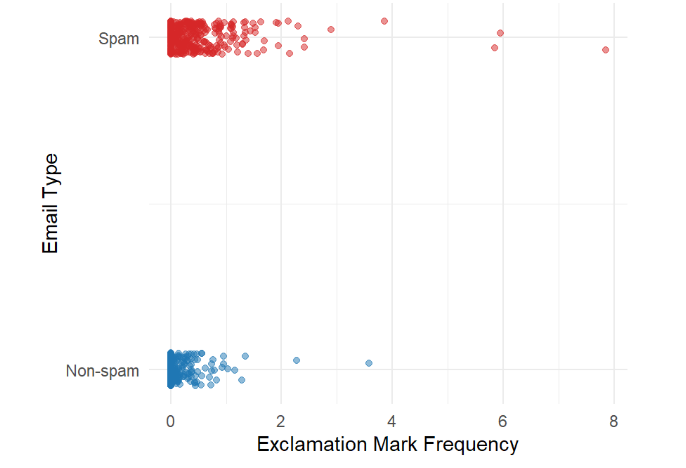 Spam
Email Type
Non-spam
0 2 4 6 8
Exclamation Mark Frequency